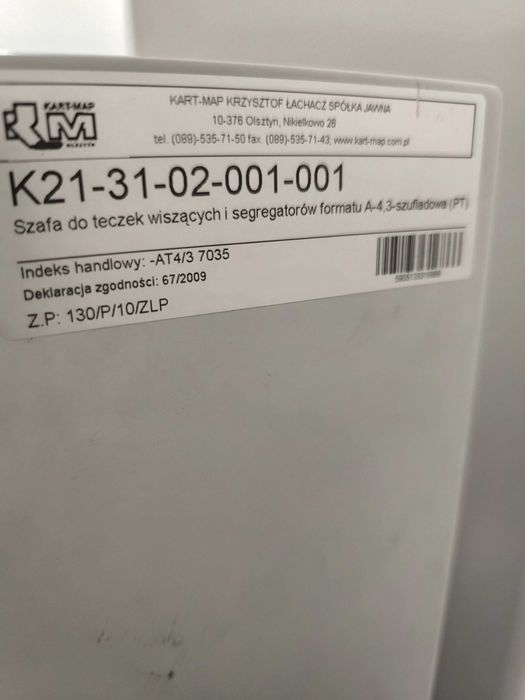 KART-MAP
OLSZTYN
KART-MAP KRZYSZTOF ŁACHACZ SPÓŁKA JAWNA
10-376 Olsztyn, Nikielkowo 26
tel. (089)-535-71-50 fax. (089)-535-71-43, www.kart-map.com.pl
K21-31-02-001-001
Szafa do teczek wiszących i segregatorów formatu A-4,3-szufladowa (PT)
Indeks handlowy: -AT4/3 7035
Deklaracja zgodności: 67/2009
Z.P: 130/P/10/ZLP